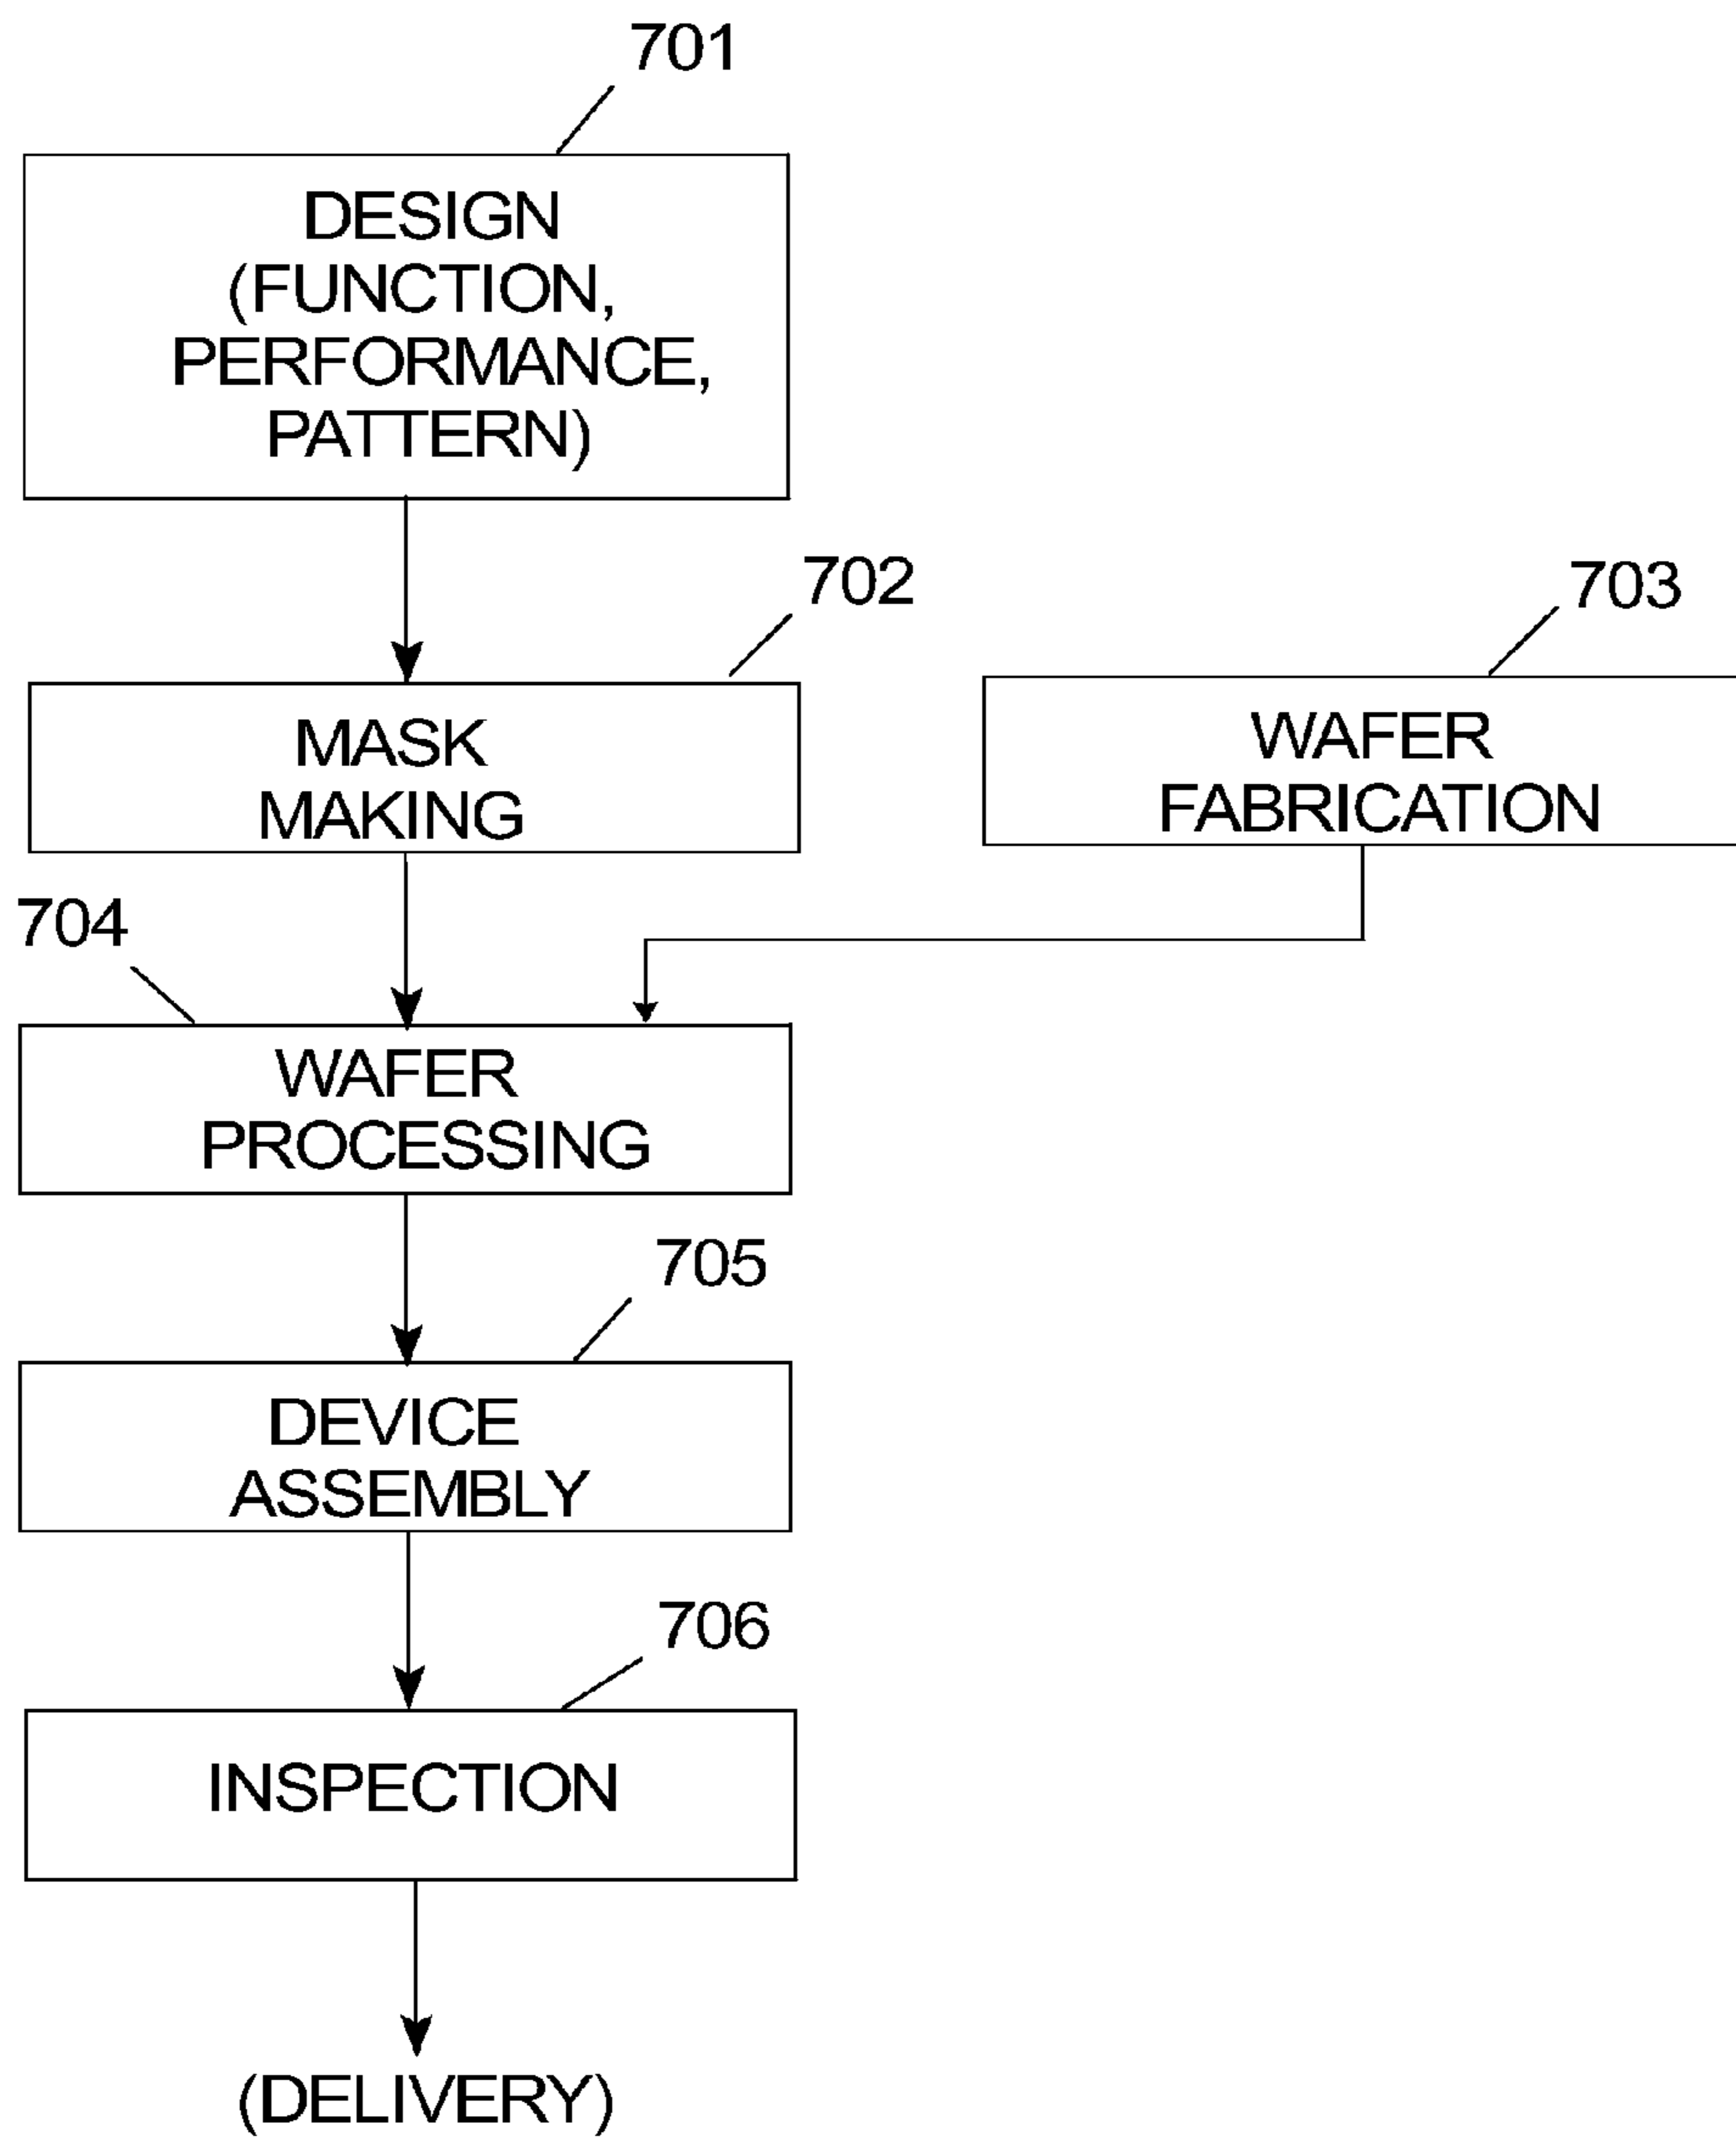 701
DESIGN
(FUNCTION,
PERFORMANCE,
PATTERN)
702
MASK
MAKING
703
WAFER
FABRICATION
704
WAFER
PROCESSING
705
DEVICE
ASSEMBLY
706
INSPECTION
(DELIVERY)